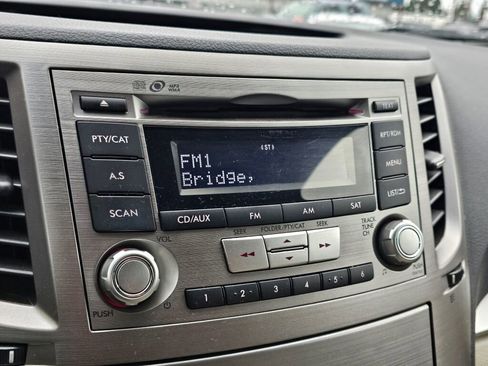 MP3
WMA
TEXT
PTY/CAT
(ST)
RPT/RDM
FM1
A.S
MENU
Bridge,
SCAN
LIST
CD/AUX
FM
AM
SAT
VOL
SEEK
FOLDER/PTY/CAT
SEEK
TRACK
TUNE
CH
PUSH
1
2
3
4
5
6
PUSH